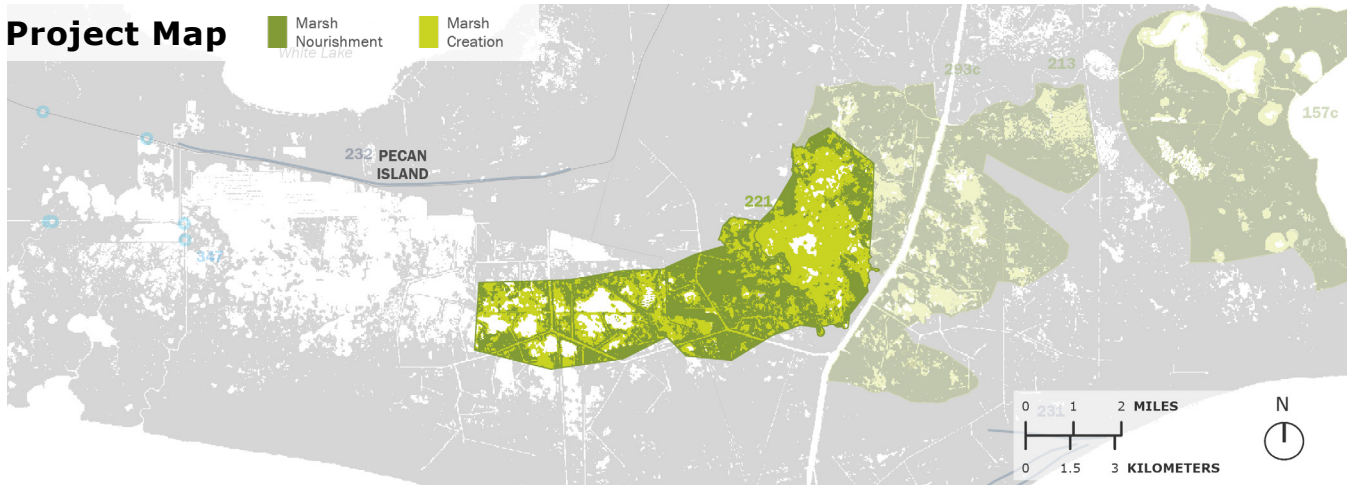 Project Map
Marsh
Nourishment
Marsh
Creation
White Lake
293c
213
157c
232 PECAN
ISLAND
221
347
231
0 1 2 MILES
0 1.5 3 KILOMETERS
N